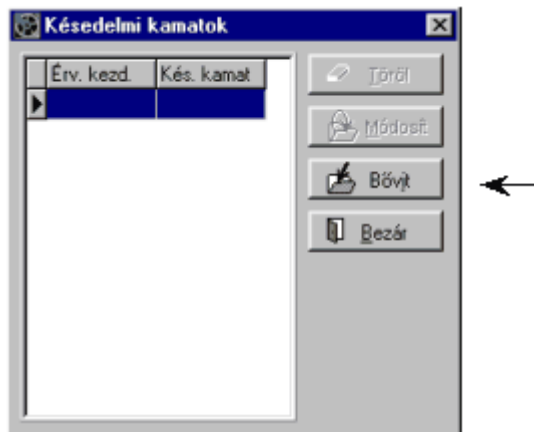 Késedelmi kamatok
Érv. kezd. Kés. kamat
Töröl
Módosít
Bővít
Bezár